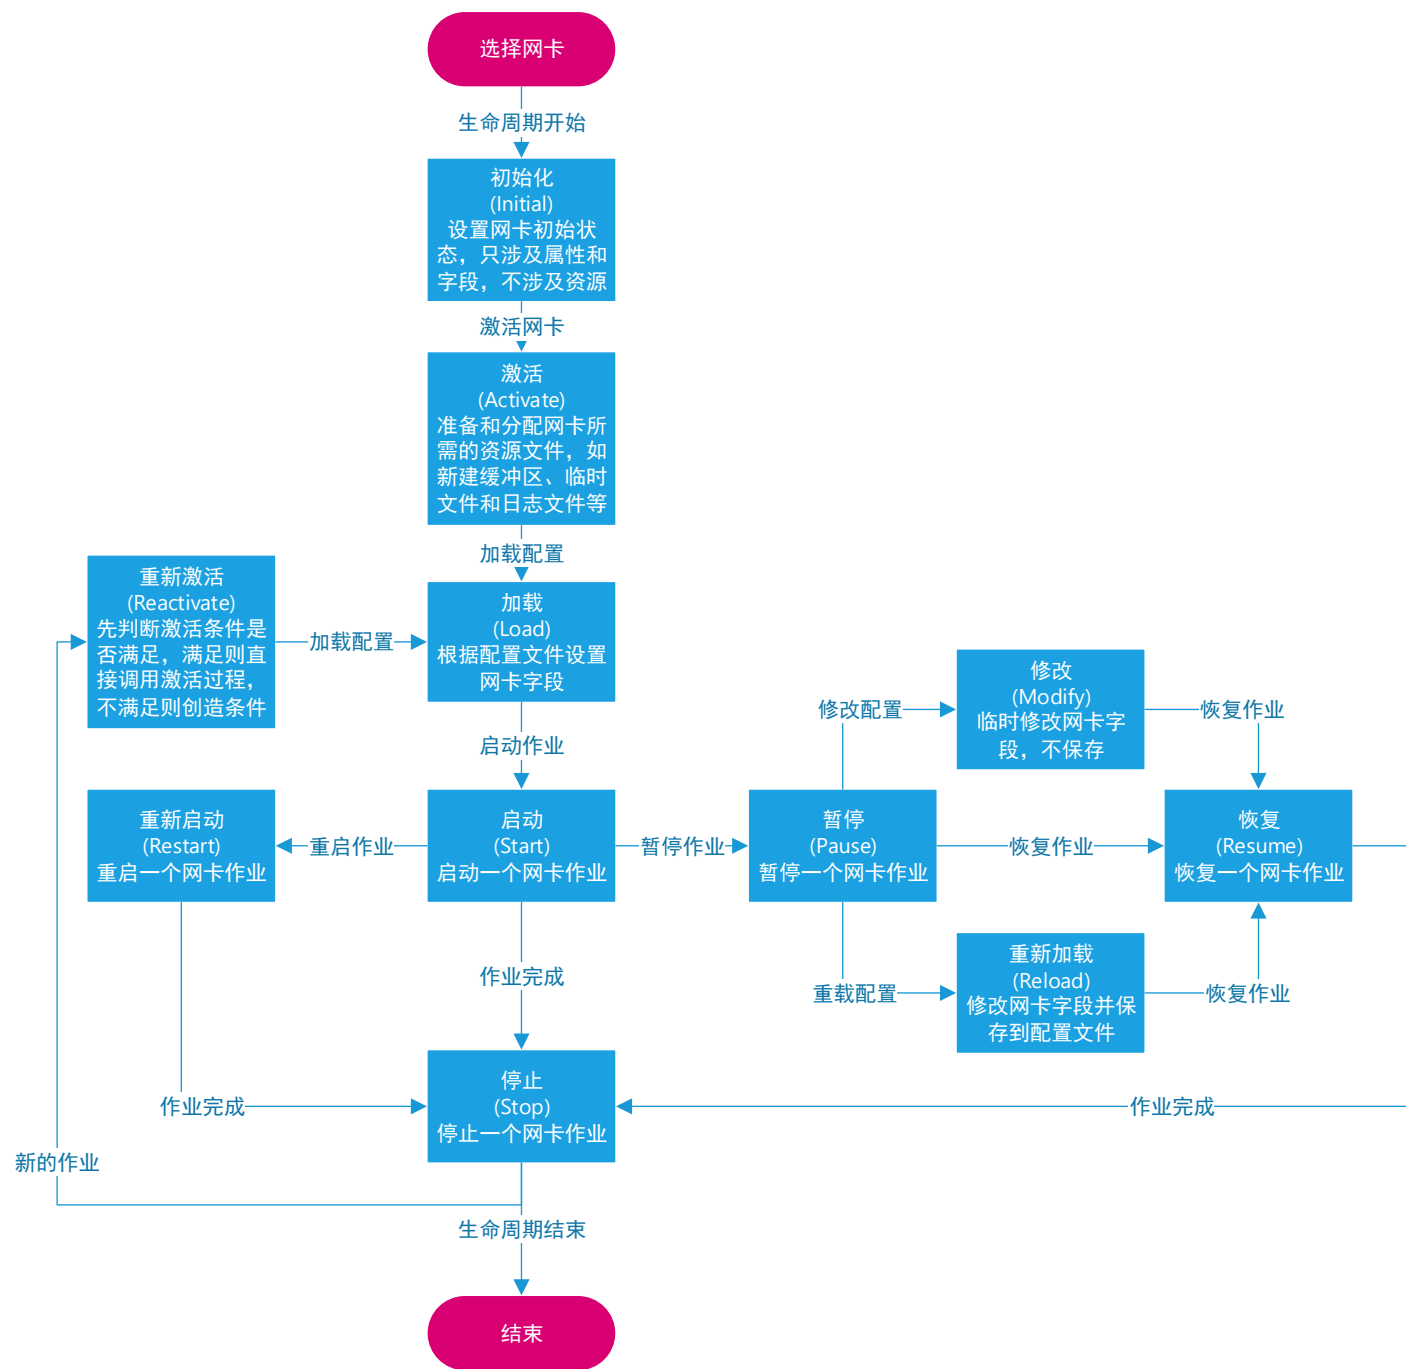 选择网卡
生命周期开始
初始化
(Initial)
设置网卡初始状
态，只涉及属性和
字段，不涉及资源
激活网卡
激活
(Activate)
准备和分配网卡所
需的资源文件，如
新建缓冲区、临时
文件和日志文件等
加载配置
重新激活
(Reactivate)
先判断激活条件是
否满足，满足则直
接调用激活过程，
不满足则创造条件
加载配置
加载
(Load)
根据配置文件设置
网卡字段
修改配置
修改
(Modify)
临时修改网卡字
段，不保存
恢复作业
启动作业
重新启动
(Restart)
重启一个网卡作业
重启作业
启动
(Start)
启动一个网卡作业
暂停作业
暂停
(Pause)
暂停一个网卡作业
恢复作业
恢复
(Resume)
恢复一个网卡作业
作业完成
重载配置
重新加载
(Reload)
修改网卡字段并保
存到配置文件
恢复作业
作业完成
停止
(Stop)
停止一个网卡作业
作业完成
新的作业
生命周期结束
结束